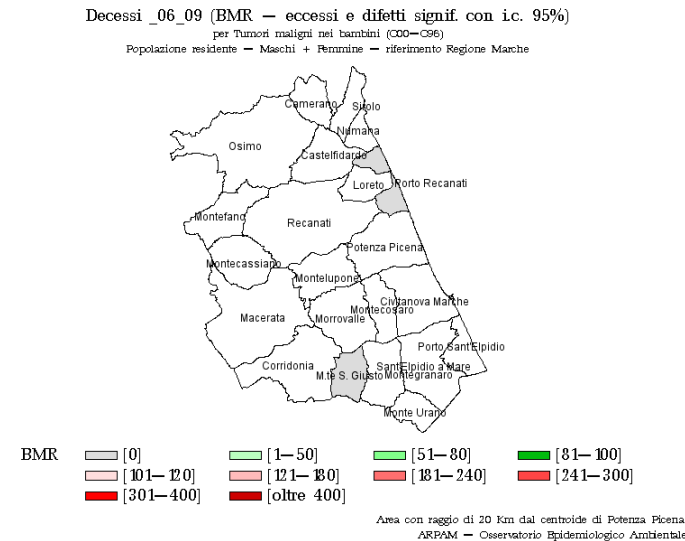 Decessi _06_09 (BMR — eccessi e difetti signif. con i.c. 95%)
per Tumori maligni nei bambini (C00—C96)
Popolazione residente — Maschi + Femmine — riferimento Regione Marche
Camerano
Sirolo
Numana
Osimo
Castelfidardo
Loreto
Porto Recanati
Montefano
Recanati
Potenza Picena
Montecassiano
Montelupone
Civitanova Marche
Montecosaro
Macerata
Morrovalle
Porto Sant'Elpidio
Corridonia
Sant'Elpidio a Mare
M.te S. Giusto
Montegranaro
Monte Urano
BMR
[0]
[1—50]
[51—80]
[81—100]
[101—120]
[121—180]
[181—240]
[241—300]
[301—400]
[oltre 400]
Area con raggio di 20 Km dal centroide di Potenza Picena
ARPAM — Osservatorio Epidemiologico Ambientale